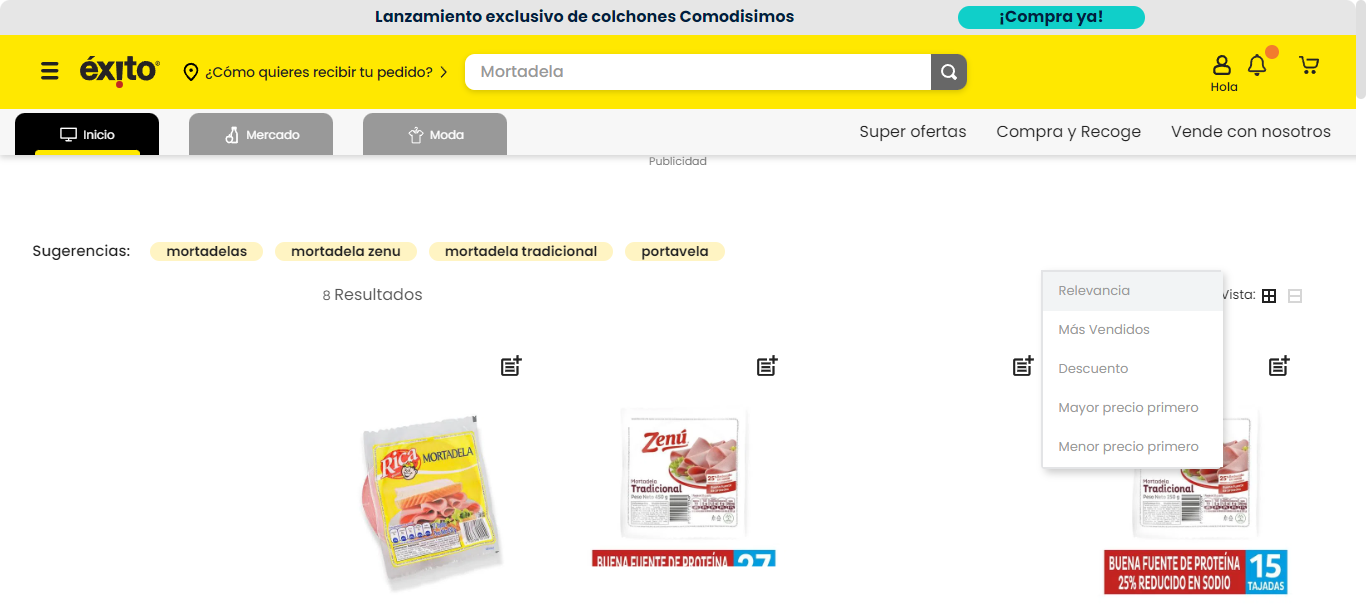 Lanzamiento exclusivo de colchones Comodisimos
¡Compra ya!
éxito
¿Cómo quieres recibir tu pedido?
Mortadela
Hola
Inicio
Mercado
Moda
Super ofertas
Compra y Recoge
Vende con nosotros
Publicidad
Sugerencias:
mortadelas
mortadela zenu
mortadela tradicional
portavela
8 Resultados
Vista:
Relevancia
Más Vendidos
Descuento
Mayor precio primero
Menor precio primero
Rica
MORTADELA
Zenú
Mortadela
Tradicional
BUENA FUENTE DE PROTEÍNA
27
Mortadela
Tradicional
BUENA FUENTE DE PROTEÍNA
25% REDUCIDO EN SODIO
15
TAJADAS